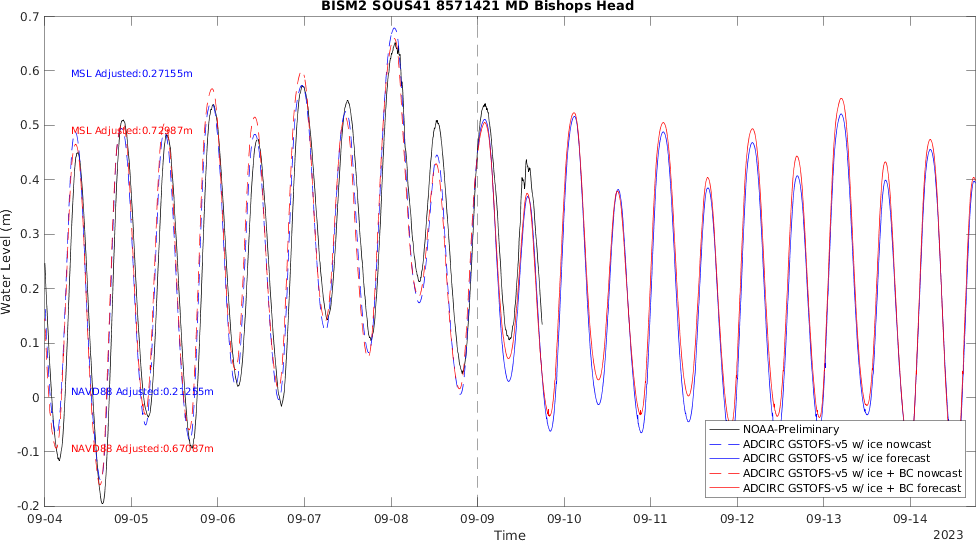 BISM2 SOUS41 8571421 MD Bishops Head
0.7
0.6
0.5
0.4
0.3
0.2
0.1
0
-0.1
-0.2
Water Level (m)
MSL Adjusted:0.27155m
MSL Adjusted:0.72987m
NAVD88 Adjusted:0.21255m
NAVD88 Adjusted:0.67087m
NOAA-Preliminary
ADCIRC GSTOFS-v5 w/ ice nowcast
ADCIRC GSTOFS-v5 w/ ice forecast
ADCIRC GSTOFS-v5 w/ ice + BC nowcast
ADCIRC GSTOFS-v5 w/ ice + BC forecast
09-04 09-05 09-06 09-07 09-08 09-09 09-10 09-11 09-12 09-13 09-14
2023
Time